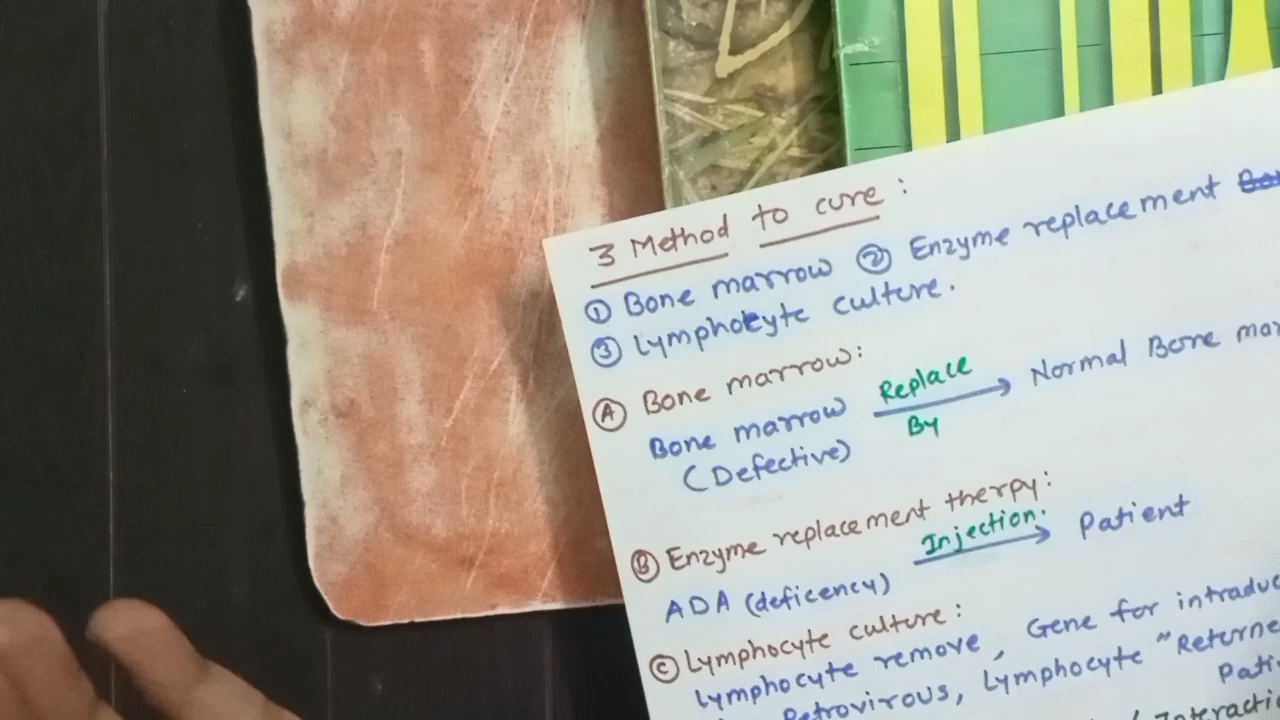 3 Method to cure :
① Bone marrow ② Enzyme replacement
③ Lymphocyte culture.
Ⓐ Bone marrow:
Bone marrow Replace By → Normal Bone
(Defective)
Ⓑ Enzyme replacement therpy:
ADA (deficency) Injection. → Patient
Ⓒ Lymphocyte culture:
Lymphocyte remove, Gene for
Retrovirous, Lymphocyte "